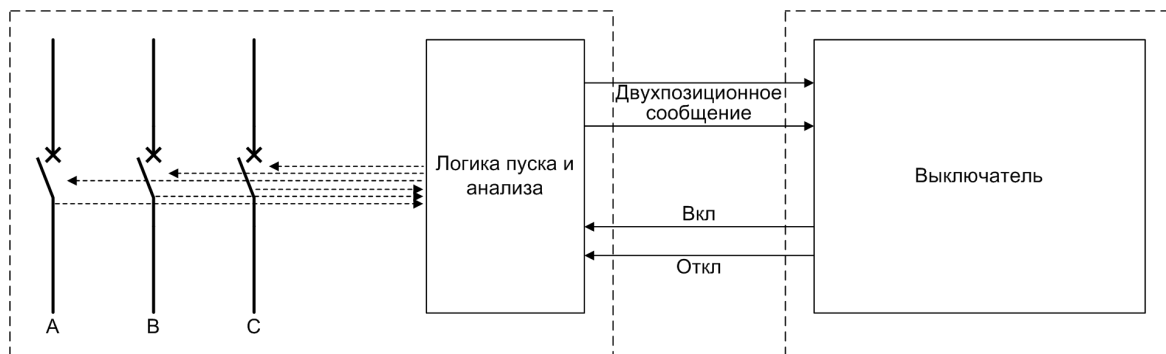 Двухпозиционное
сообщение
Логика пуска и
анализа
Выключатель
Вкл
Откл
A
B
C